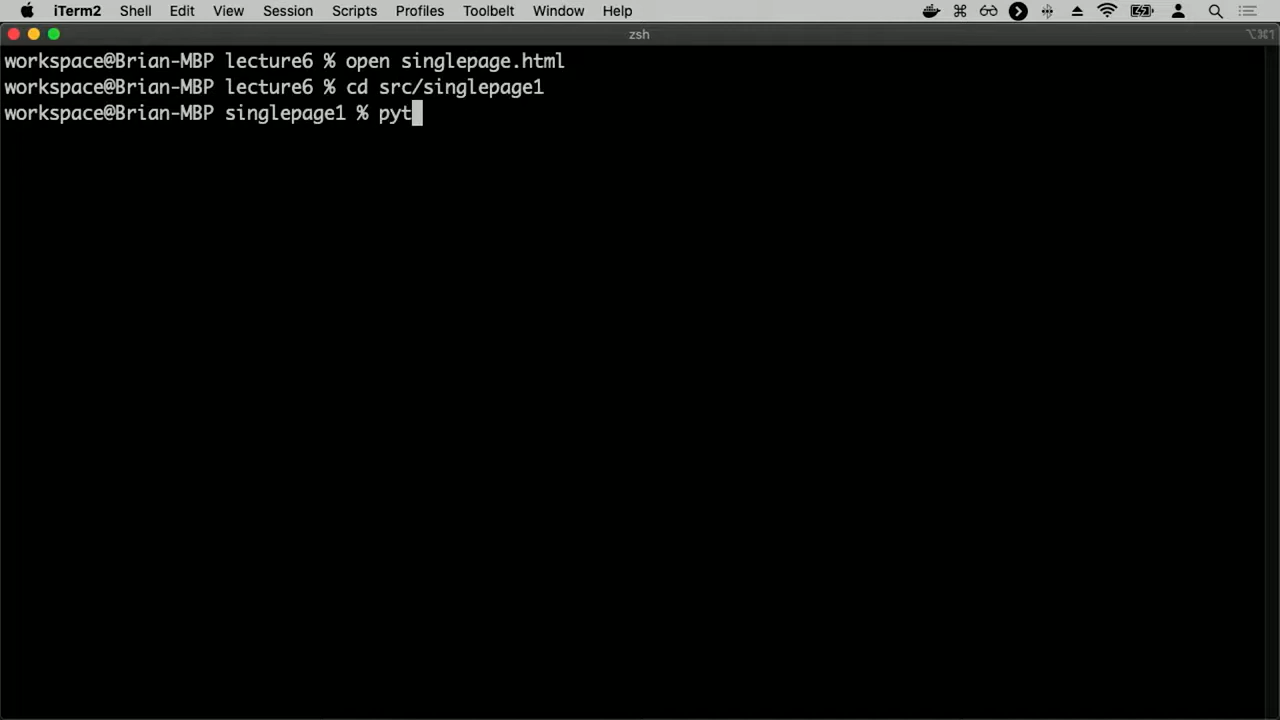 iTerm2 Shell Edit View Session Scripts Profiles Toolbelt Window Help
zsh ⌥⌘1
workspace@Brian-MBP lecture6 % open singlepage.html
workspace@Brian-MBP lecture6 % cd src/singlepage1
workspace@Brian-MBP singlepage1 % pyt